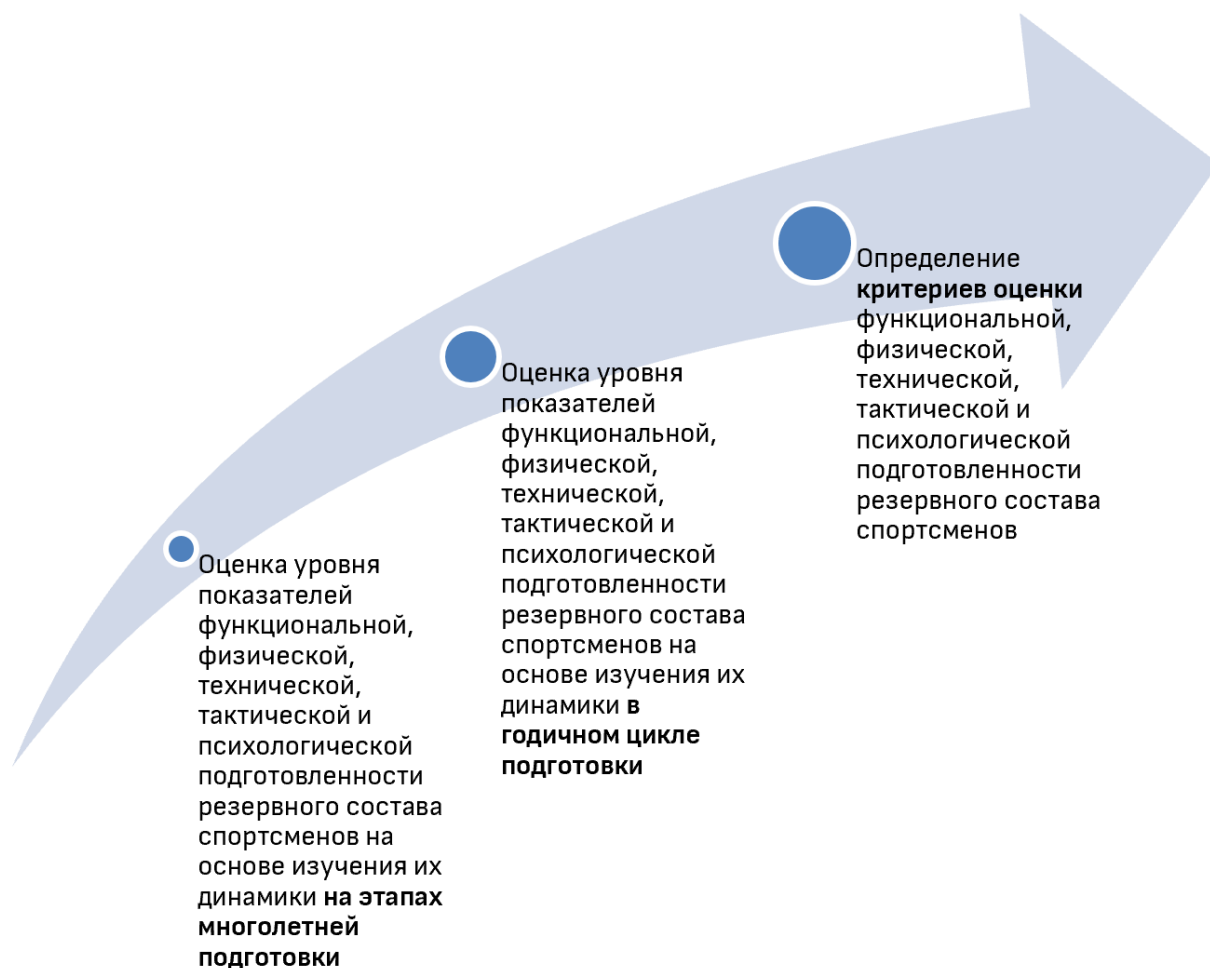 Оценка уровня
показателей
функциональной,
физической,
технической,
тактической и
психологической
подготовленности
резервного состава
спортсменов на
основе изучения их
динамики на этапах
многолетней
подготовки
Оценка уровня
показателей
функциональной,
физической,
технической,
тактической и
психологической
подготовленности
резервного состава
спортсменов на
основе изучения их
динамики в
годичном цикле
подготовки
Определение
критериев оценки
функциональной,
физической,
технической,
тактической и
психологической
подготовленности
резервного состава
спортсменов